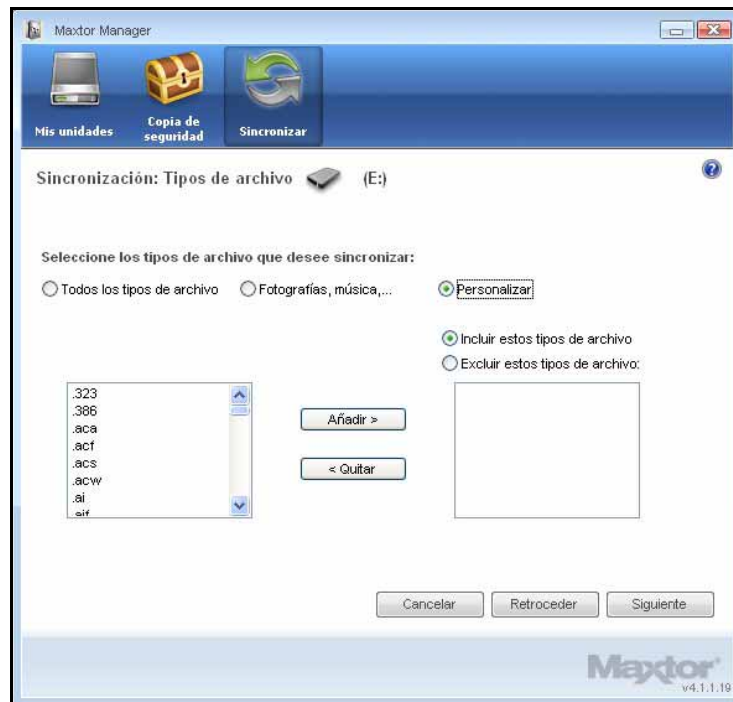 Maxtor Manager
Mis unidades
Copia de
seguridad
Sincronizar
Sincronización: Tipos de archivo (E:)
Seleccione los tipos de archivo que desee sincronizar:
Todos los tipos de archivo
Fotografías, música,...
Personalizar
Incluir estos tipos de archivo
Excluir estos tipos de archivo:
.323
.386
.aca
.acf
.acs
.acw
.ai
.aif
Añadir >
< Quitar
Cancelar
Retroceder
Siguiente
Maxtor
v4.1.1.19